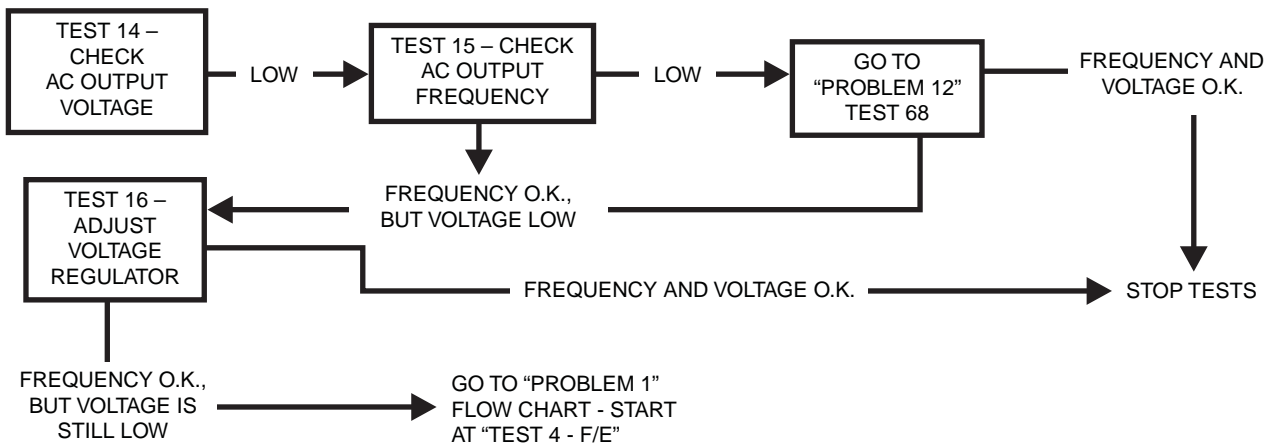 TEST 14 –
CHECK
AC OUTPUT
VOLTAGE
LOW
TEST 15 – CHECK
AC OUTPUT
FREQUENCY
LOW
GO TO
“PROBLEM 12”
TEST 68
FREQUENCY AND
VOLTAGE O.K.
FREQUENCY O.K.,
BUT VOLTAGE LOW
TEST 16 –
ADJUST
VOLTAGE
REGULATOR
FREQUENCY AND VOLTAGE O.K.
STOP TESTS
FREQUENCY O.K.,
BUT VOLTAGE IS
STILL LOW
GO TO “PROBLEM 1”
FLOW CHART - START
AT “TEST 4 - F/E”